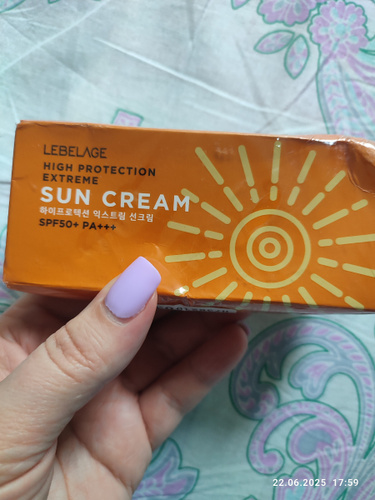 LEBELAGE
HIGH PROTECTION
EXTREME
SUN CREAM
하이프로텍션 익스트림 선크림
SPF50+ PA+++
22.06.2025 17:59